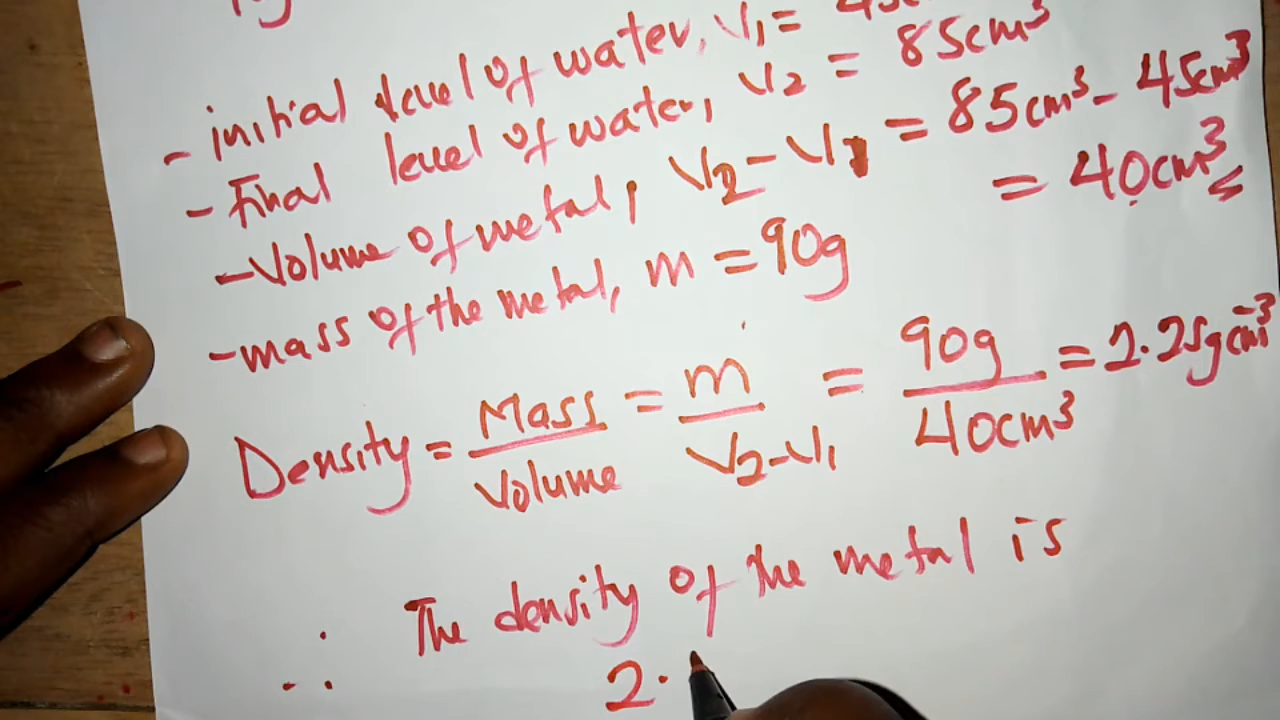 - initial level of water, V₁ = 45c
- Final level of water, V₂ = 85cm³
- Volume of metal, V₂ - V₁ = 85cm³ - 45cm³
= 40cm³
- mass of the metal, m = 90g
Density = Mass/Volume = m/V₂-V₁ = 90g/40cm³ = 2.25gcm⁻³
∴ The density of the metal is
2.